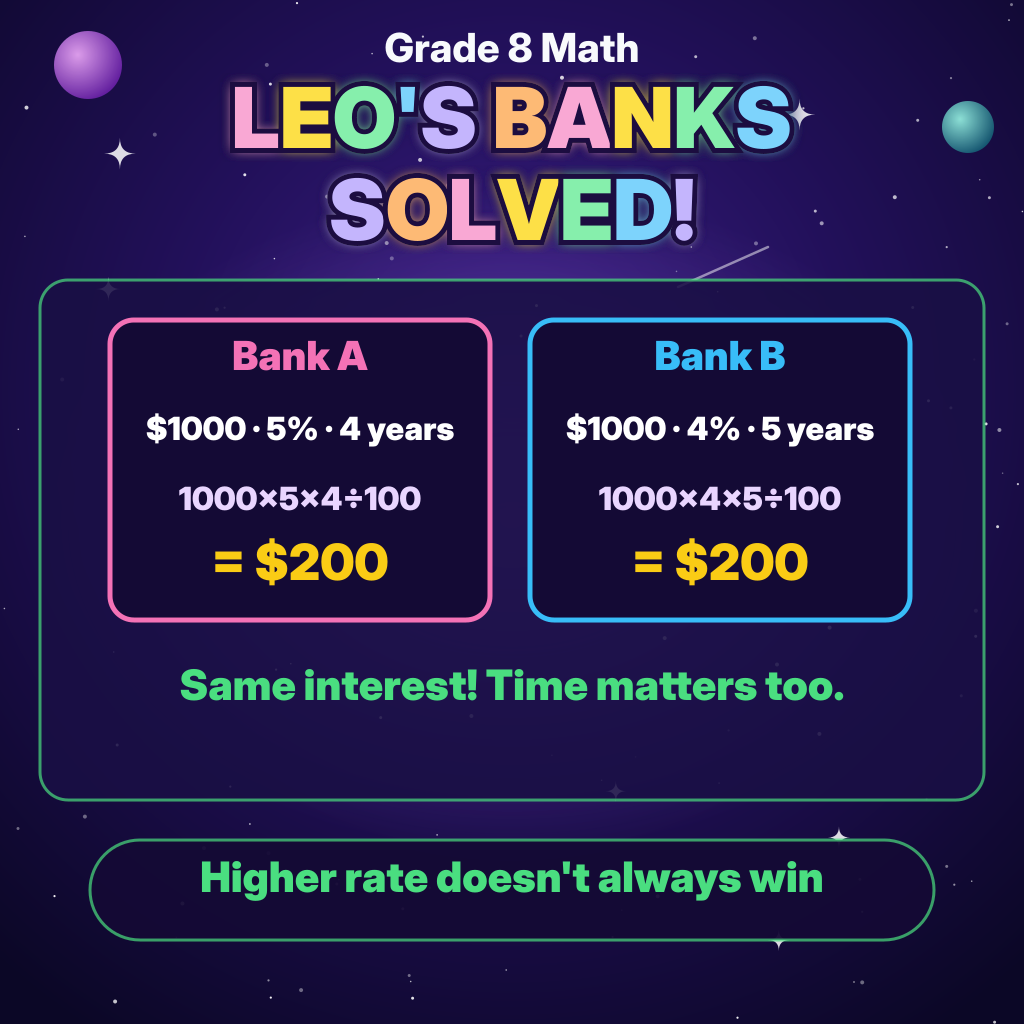 Grade 8 Math
LEO'S BANKS
SOLVED!
Bank A
$1000 · 5% · 4 years
1000×5×4÷100
= $200
Bank B
$1000 · 4% · 5 years
1000×4×5÷100
= $200
Same interest! Time matters too.
Higher rate doesn't always win